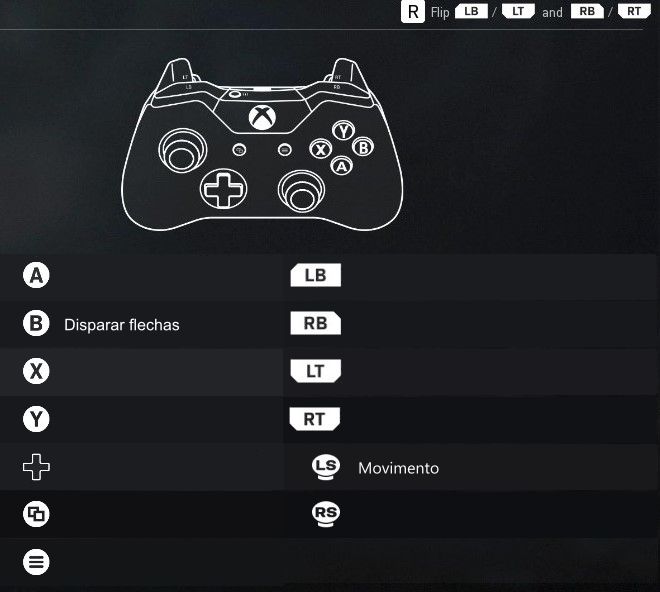 R Flip LB / LT and RB / RT
LT RT
LB RB
Y
X B
A
A LB
B Disparar flechas RB
X LT
Y RT
LS Movimento
RS